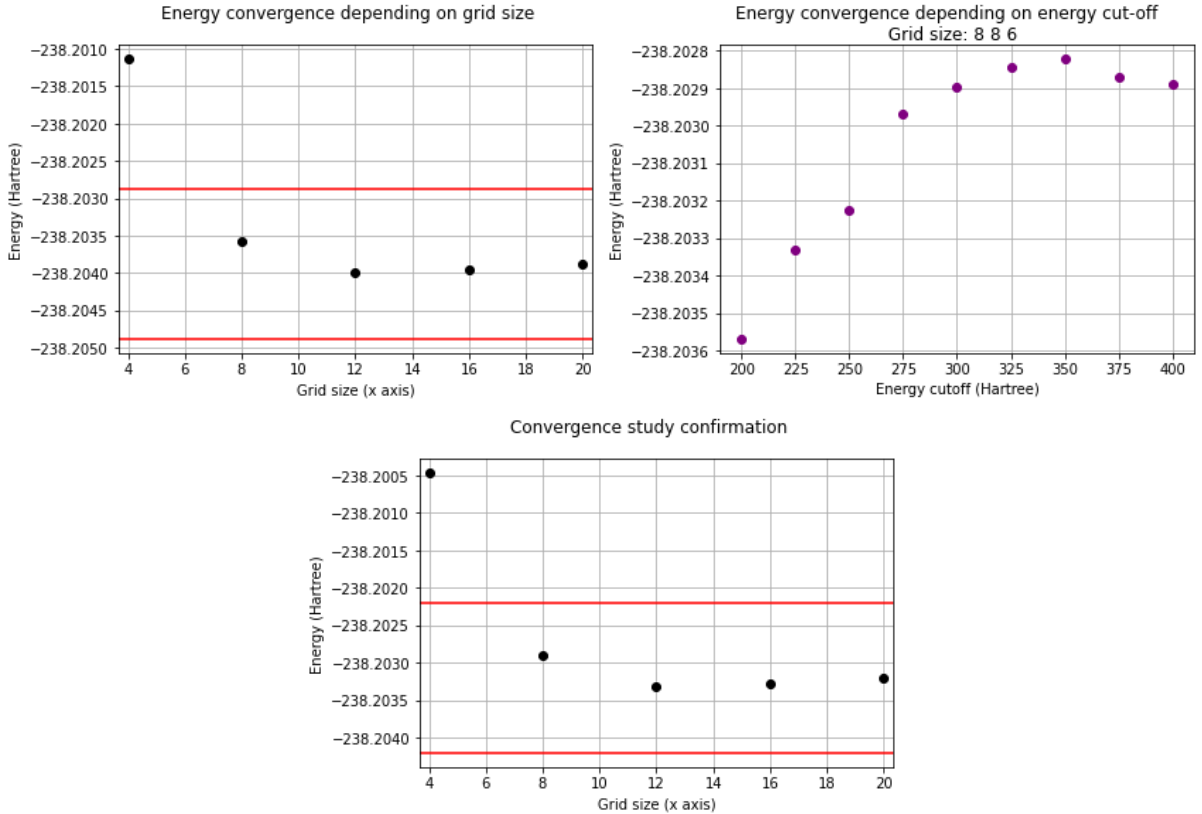 Energy convergence depending on grid size
−238.2010
−238.2015
−238.2020
−238.2025
−238.2030
−238.2035
−238.2040
−238.2045
−238.2050
Energy (Hartree)
4 6 8 10 12 14 16 18 20
Grid size (x axis)
Energy convergence depending on energy cut-off
Grid size: 8 8 6
−238.2028
−238.2029
−238.2030
−238.2031
−238.2032
−238.2033
−238.2034
−238.2035
−238.2036
Energy (Hartree)
200 225 250 275 300 325 350 375 400
Energy cutoff (Hartree)
Convergence study confirmation
−238.2005
−238.2010
−238.2015
−238.2020
−238.2025
−238.2030
−238.2035
−238.2040
Energy (Hartree)
4 6 8 10 12 14 16 18 20
Grid size (x axis)